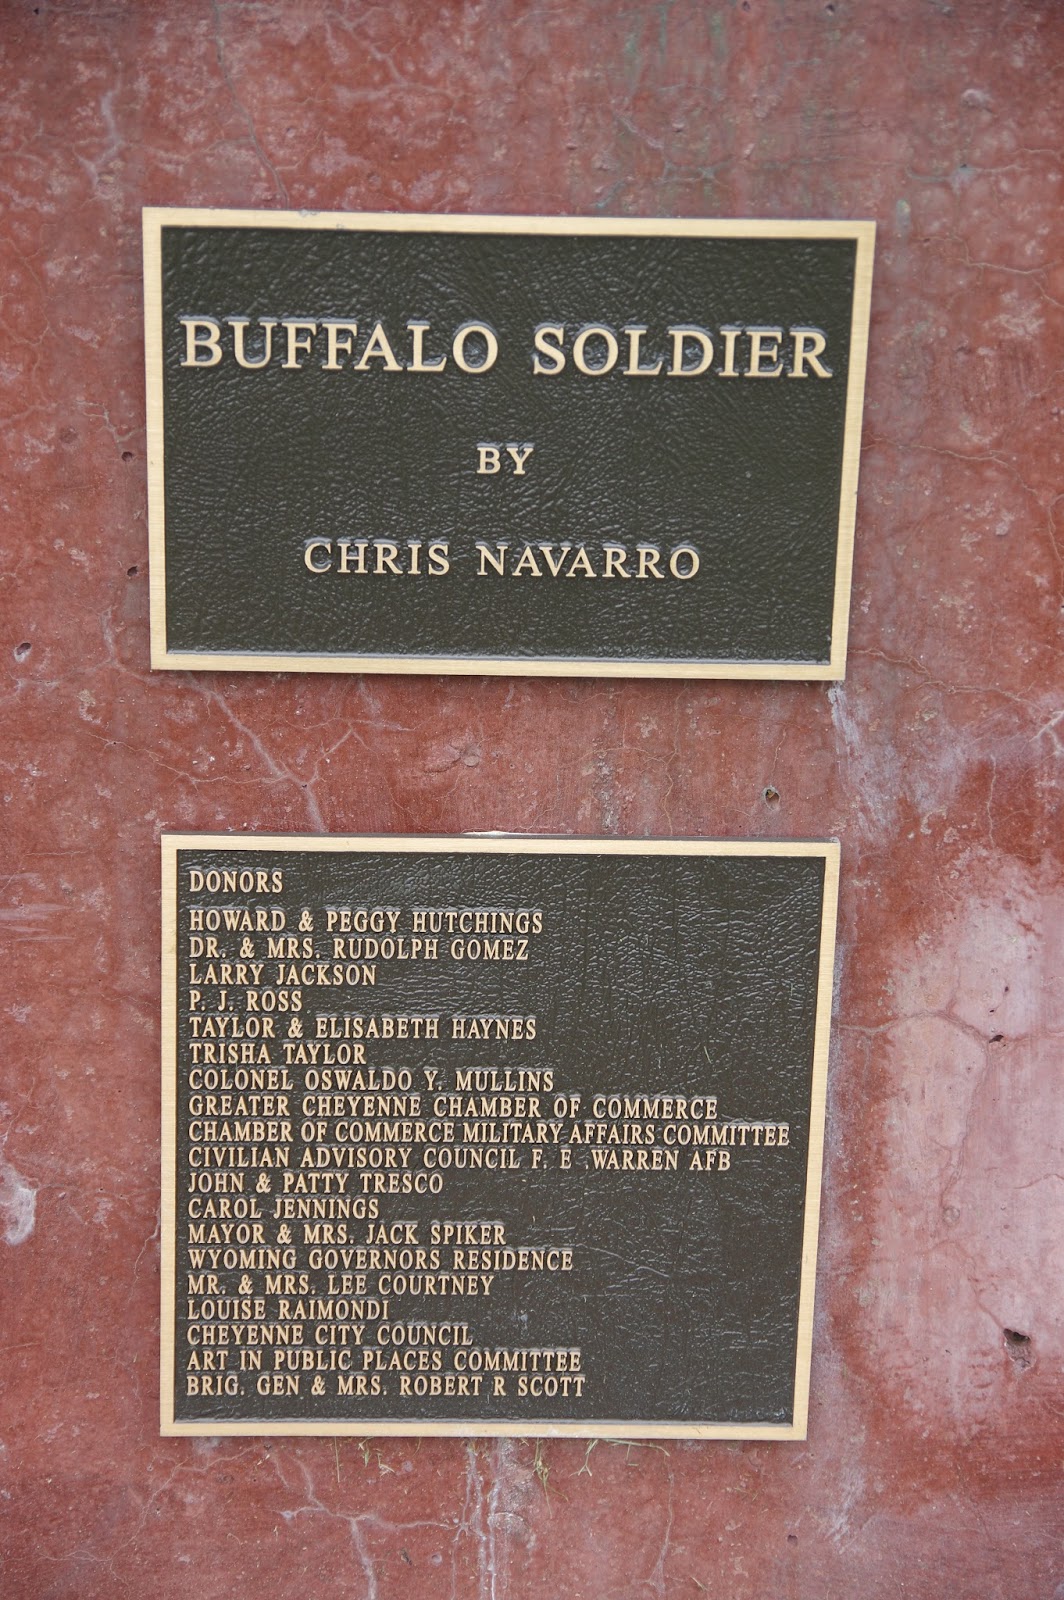 BUFFALO SOLDIER
BY
CHRIS NAVARRO
DONORS
HOWARD & PEGGY HUTCHINGS
DR. & MRS. RUDOLPH GOMEZ
LARRY JACKSON
P. J. ROSS
TAYLOR & ELISABETH HAYNES
TRISHA TAYLOR
COLONEL OSWALDO Y. MULLINS
GREATER CHEYENNE CHAMBER OF COMMERCE
CHAMBER OF COMMERCE MILITARY AFFAIRS COMMITTEE
CIVILIAN ADVISORY COUNCIL F. E .WARREN AFB
JOHN & PATTY TRESCO
CAROL JENNINGS
MAYOR & MRS. JACK SPIKER
WYOMING GOVERNORS RESIDENCE
MR. & MRS. LEE COURTNEY
LOUISE RAIMONDI
CHEYENNE CITY COUNCIL
ART IN PUBLIC PLACES COMMITTEE
BRIG. GEN & MRS. ROBERT R SCOTT